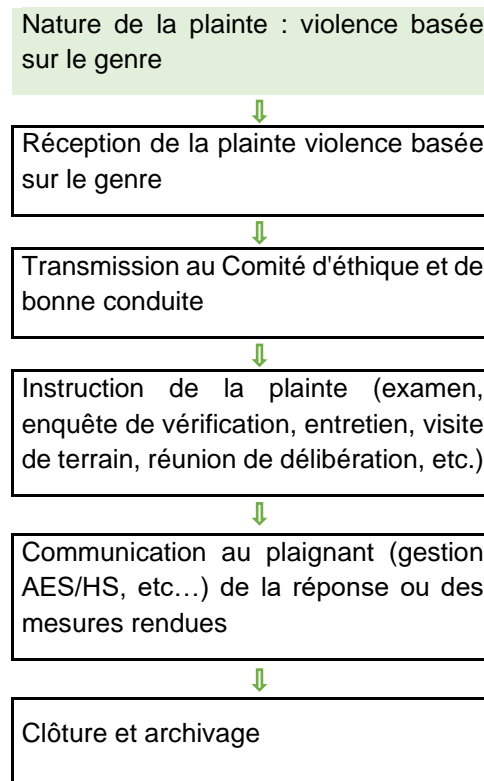 Nature de la plainte : violence basée
sur le genre
Réception de la plainte violence basée
sur le genre
Transmission au Comité d'éthique et de
bonne conduite
Instruction de la plainte (examen,
enquête de vérification, entretien, visite
de terrain, réunion de délibération, etc.)
Communication au plaignant (gestion
AES/HS, etc…) de la réponse ou des
mesures rendues
Clôture et archivage